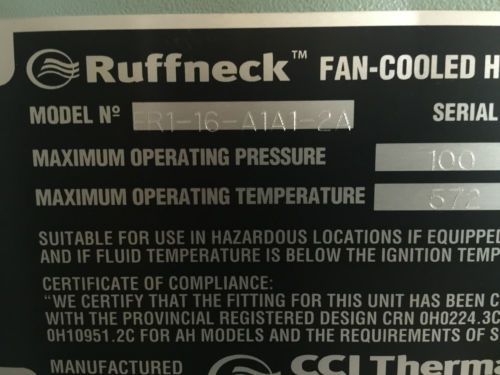 Ruffneck™ FAN-COOLED H
MODEL Nº FR1-16-A1A1-2A SERIAL
MAXIMUM OPERATING PRESSURE 100
MAXIMUM OPERATING TEMPERATURE 572
SUITABLE FOR USE IN HAZARDOUS LOCATIONS IF EQUIPPED
AND IF FLUID TEMPERATURE IS BELOW THE IGNITION TEMP
CERTIFICATE OF COMPLIANCE:
"WE CERTIFY THAT THE FITTING FOR THIS UNIT HAS BEEN C
WITH THE PROVINCIAL REGISTERED DESIGN CRN 0H0224.3C
0H10951.2C FOR AH MODELS AND THE REQUIREMENTS OF S
MANUFACTURED CCI Therm